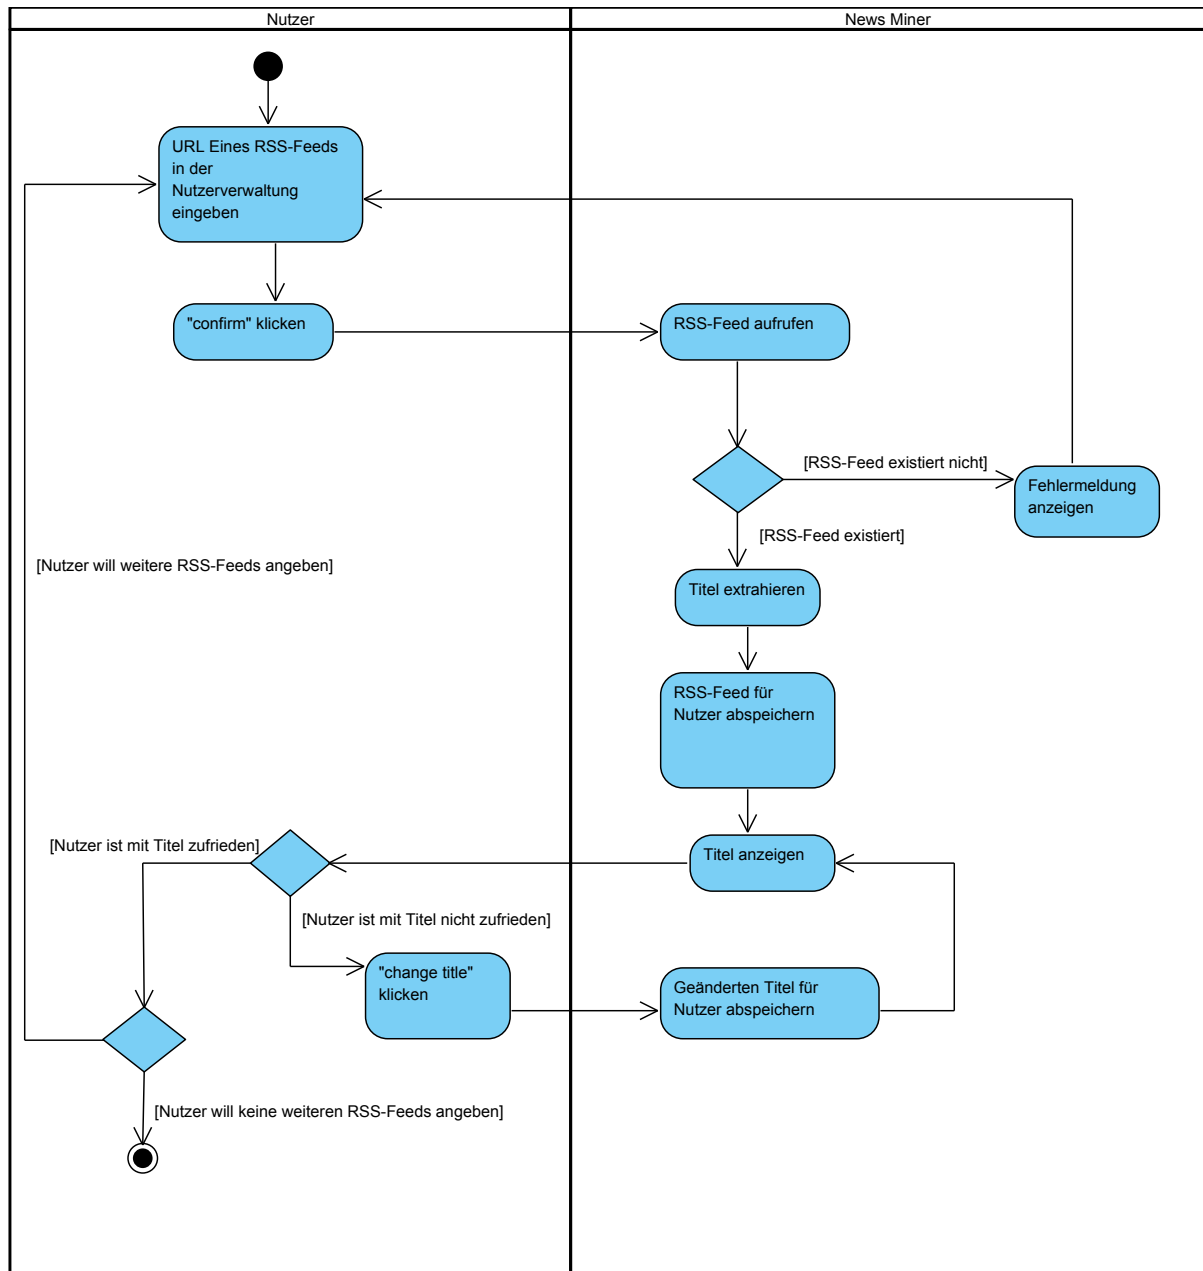 Nutzer
News Miner
URL Eines RSS-Feeds
in der
Nutzerverwaltung
eingeben
"confirm" klicken
RSS-Feed aufrufen
[RSS-Feed existiert nicht]
Fehlermeldung
anzeigen
[RSS-Feed existiert]
[Nutzer will weitere RSS-Feeds angeben]
Titel extrahieren
RSS-Feed für
Nutzer abspeichern
[Nutzer ist mit Titel zufrieden]
Titel anzeigen
[Nutzer ist mit Titel nicht zufrieden]
"change title"
klicken
Geänderten Titel für
Nutzer abspeichern
[Nutzer will keine weiteren RSS-Feeds angeben]